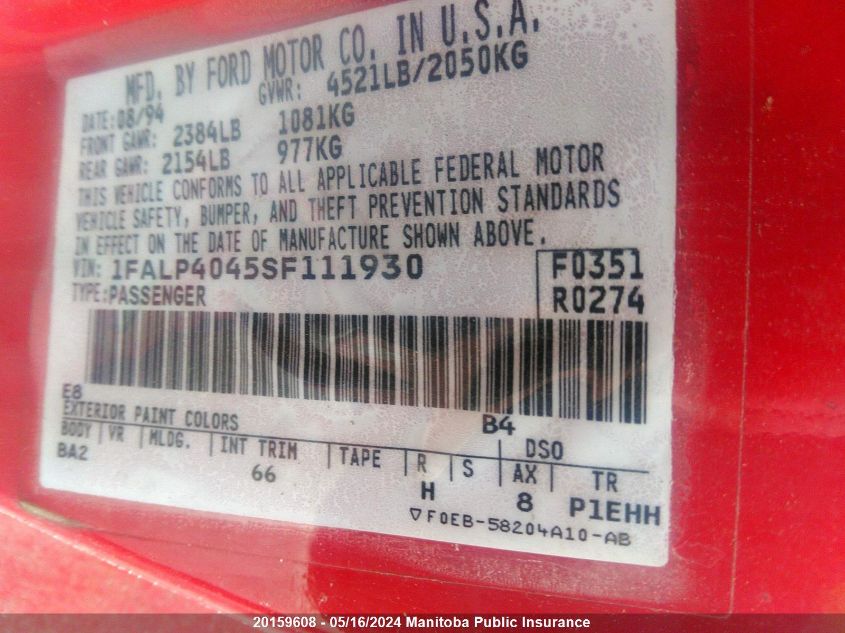 MFD. BY FORD MOTOR CO. IN U.S.A.
DATE: 08/94 GVWR: 4521LB/2050KG
FRONT GAWR: 2384LB 1081KG
REAR GAWR: 2154LB 977KG
THIS VEHICLE CONFORMS TO ALL APPLICABLE FEDERAL MOTOR
VEHICLE SAFETY, BUMPER, AND THEFT PREVENTION STANDARDS
IN EFFECT ON THE DATE OF MANUFACTURE SHOWN ABOVE.
VIN: 1FALP4045SF111930 F0351
TYPE: PASSENGER R0274
E8 B4
EXTERIOR PAINT COLORS DSO
BODY VR MLDG. INT TRIM TAPE R S AX TR
BA2 66 H 8 P1EHH
▽F0EB-58204A10-AB
20159608 - 05/16/2024 Manitoba Public Insurance